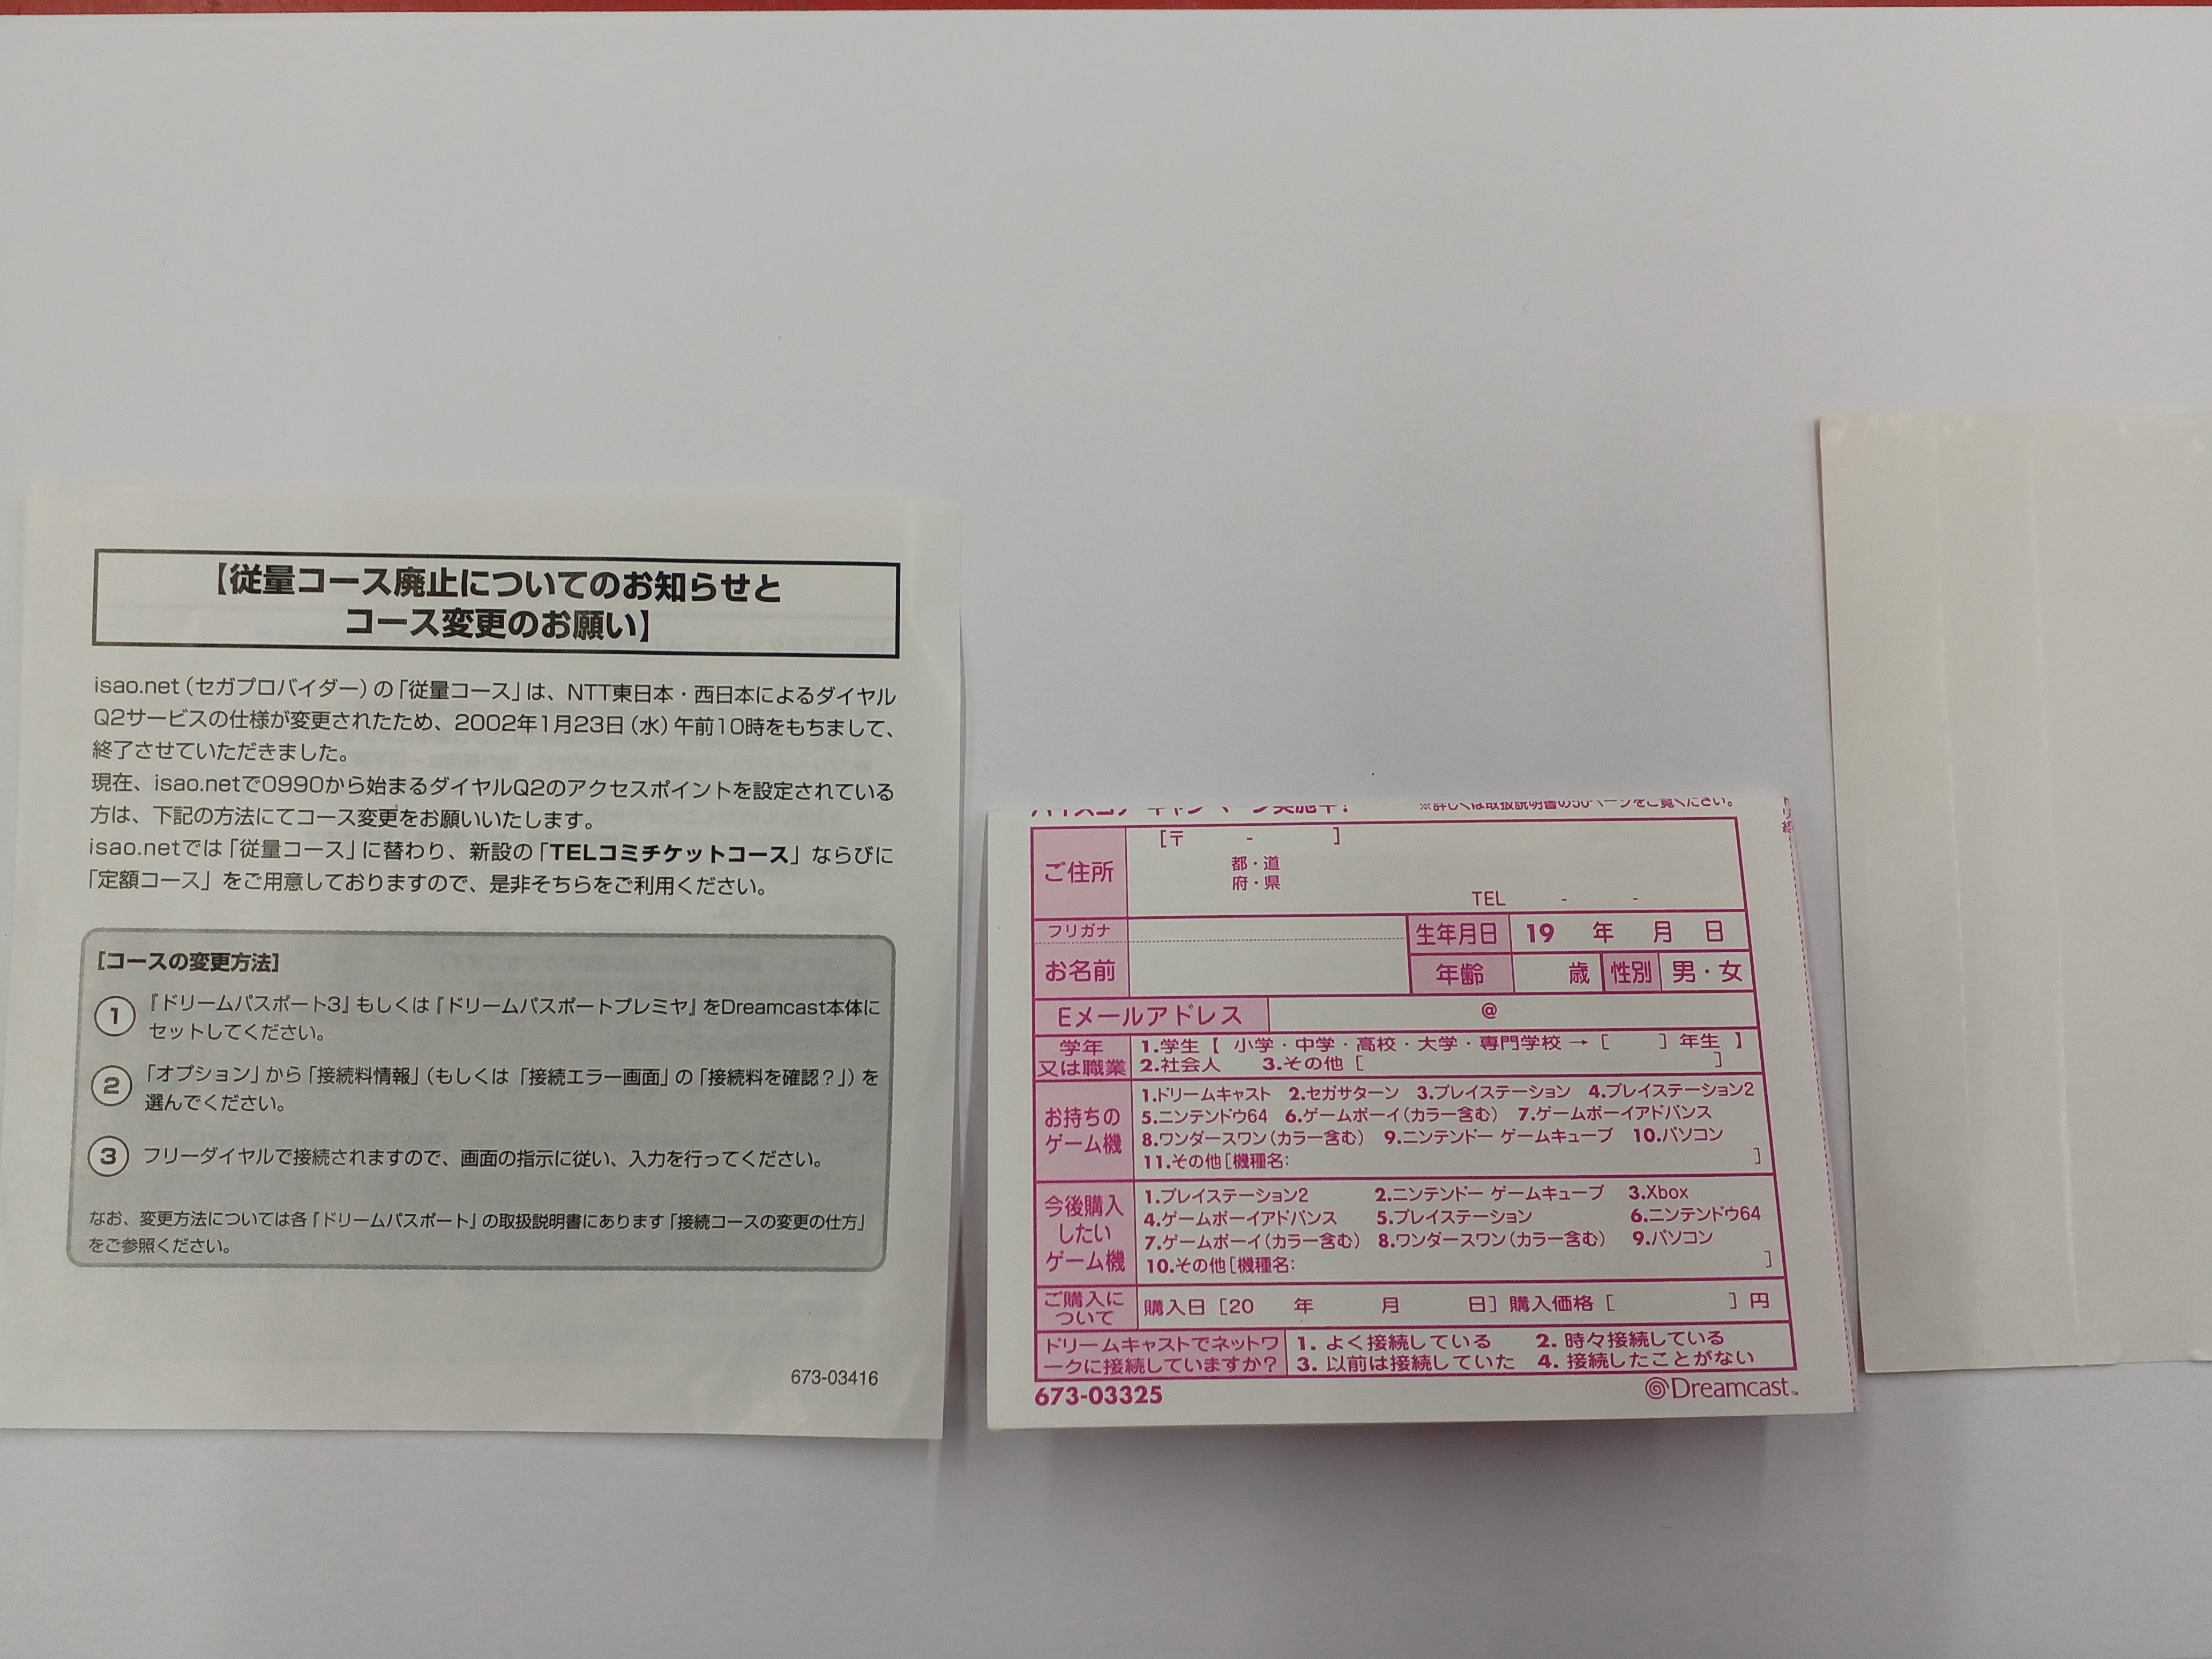 【従量コース廃止についてのお知らせと
コース変更のお願い】
isao.net（セガプロバイダー）の「従量コース」は、NTT東日本・西日本によるダイヤル
Q2サービスの仕様が変更されたため、2002年1月23日（水）午前10時をもちまして、
終了させていただきました。
現在、isao.netで0990から始まるダイヤルQ2のアクセスポイントを設定されている
方は、下記の方法にてコース変更をお願いいたします。
isao.netでは「従量コース」に替わり、新設の「TELコミチケットコース」ならびに
「定額コース」をご用意しておりますので、是非そちらをご利用ください。
［コースの変更方法］
① 『ドリームパスポート3』もしくは『ドリームパスポートプレミヤ』をDreamcast本体に
セットしてください。
② 「オプション」から「接続料情報」（もしくは「接続エラー画面」の「接続料を確認？」）を
選んでください。
③ フリーダイヤルで接続されますので、画面の指示に従い、入力を行ってください。
なお、変更方法については各『ドリームパスポート』の取扱説明書にあります「接続コースの変更の仕方」
をご参照ください。
673-03416
※詳しくは取扱説明書の50ページをご覧ください。
ご住所 ［〒 - ］
都・道
府・県
TEL - -
フリガナ
お名前
生年月日 19 年 月 日
年齢 歳 性別 男・女
Eメールアドレス @
学年
又は職業
1.学生【 小学・中学・高校・大学・専門学校→［ ］年生 】
2.社会人 3.その他［ ］
お持ちの
ゲーム機
1.ドリームキャスト 2.セガサターン 3.プレイステーション 4.プレイステーション2
5.ニンテンドウ64 6.ゲームボーイ（カラー含む） 7.ゲームボーイアドバンス
8.ワンダースワン（カラー含む） 9.ニンテンドー ゲームキューブ 10.パソコン
11.その他［機種名： ］
今後購入
したい
ゲーム機
1.プレイステーション2 2.ニンテンドー ゲームキューブ 3.Xbox
4.ゲームボーイアドバンス 5.プレイステーション 6.ニンテンドウ64
7.ゲームボーイ（カラー含む） 8.ワンダースワン（カラー含む） 9.パソコン
10.その他［機種名： ］
ご購入に
ついて
購入日［20 年 月 日］購入価格［ ］円
ドリームキャストでネットワ
ークに接続していますか？
1. よく接続している 2. 時々接続している
3. 以前は接続していた 4. 接続したことがない
673-03325
Dreamcast™